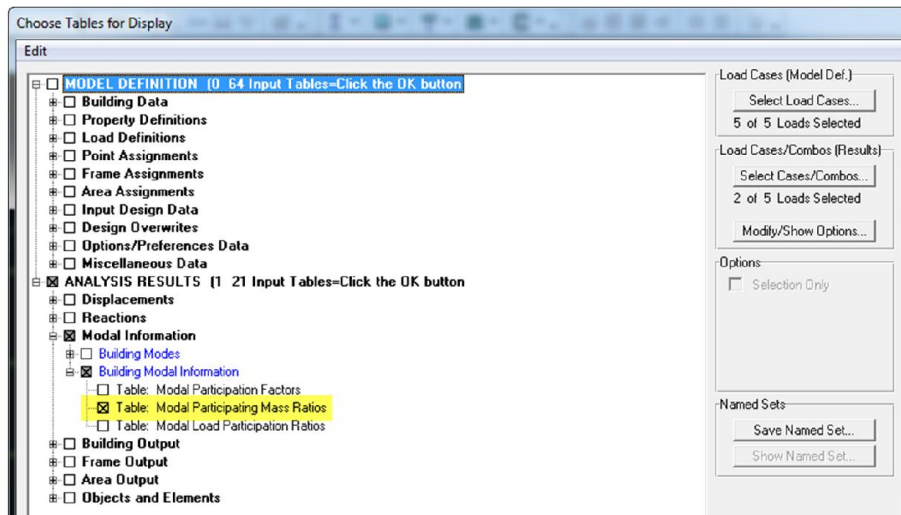 Choose Tables for Display
Edit
MODEL DEFINITION (0 64 Input Tables=Click the OK button
Building Data
Property Definitions
Load Definitions
Point Assignments
Frame Assignments
Area Assignments
Input Design Data
Design Overwrites
Options/Preferences Data
Miscellaneous Data
ANALYSIS RESULTS (1 21 Input Tables=Click the OK button
Displacements
Reactions
Modal Information
Building Modes
Building Modal Information
Table: Modal Participation Factors
Table: Modal Participating Mass Ratios
Table: Modal Load Participation Ratios
Building Output
Frame Output
Area Output
Objects and Elements
Load Cases (Model Def.)
Select Load Cases...
5 of 5 Loads Selected
Load Cases/Combos (Results)
Select Cases/Combos...
2 of 5 Loads Selected
Modify/Show Options...
Options
Selection Only
Named Sets
Save Named Set...
Show Named Set...